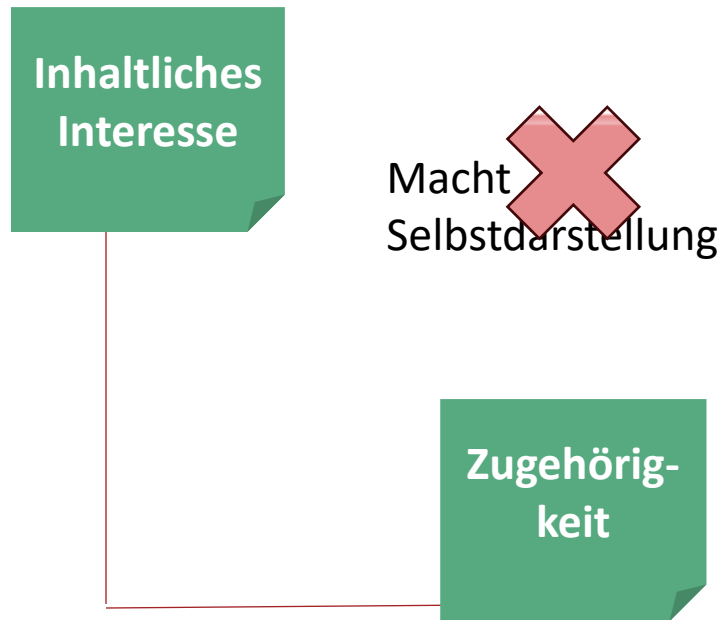 Inhaltliches
Interesse
Macht
Selbstdarstellung
Zugehörig-
keit